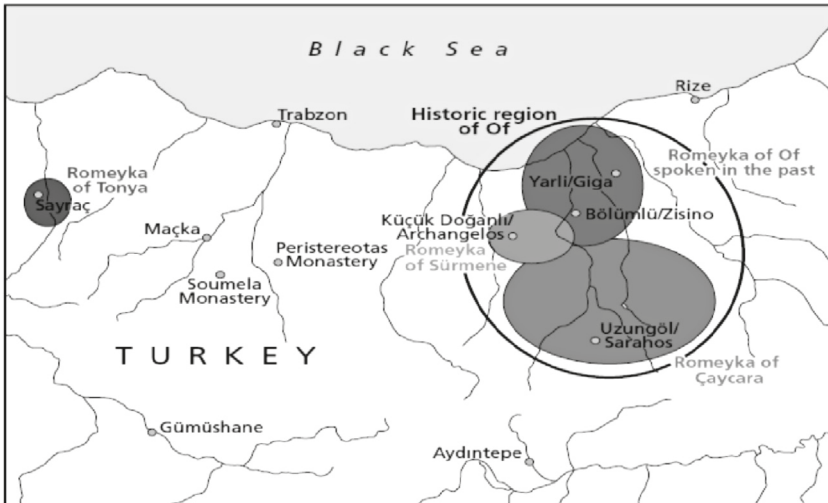 Black Sea
Rize
Trabzon
Historic region
of Of
Romeyka of Of
spoken in the past
Romeyka
of Tonya
Yarli/Giga
Sayraç
Küçük Doğanlı/
Archangelos
Bölümlü/Zisino
Maçka
Peristereotas
Monastery
Romeyka
of Sürmene
Soumela
Monastery
Uzungöl/
Sarahos
TURKEY
Romeyka of
Çaycara
Gümüshane
Aydıntepe